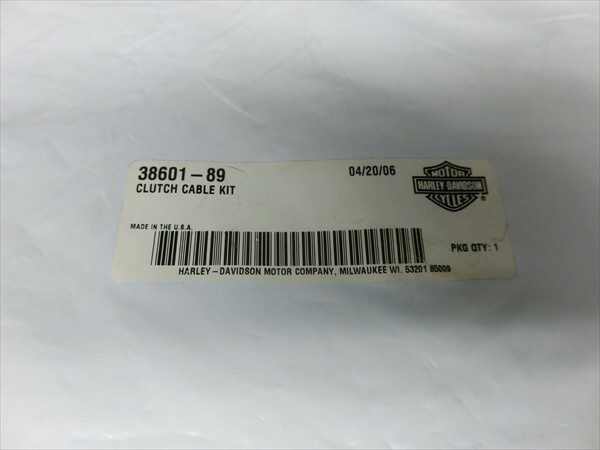 38601-89
CLUTCH CABLE KIT
04/20/06
MOTOR
HARLEY-DAVIDSON
CYCLES
®
MADE IN THE U.S.A.
PKG QTY: 1
HARLEY-DAVIDSON MOTOR COMPANY, MILWAUKEE WI. 53201 85009